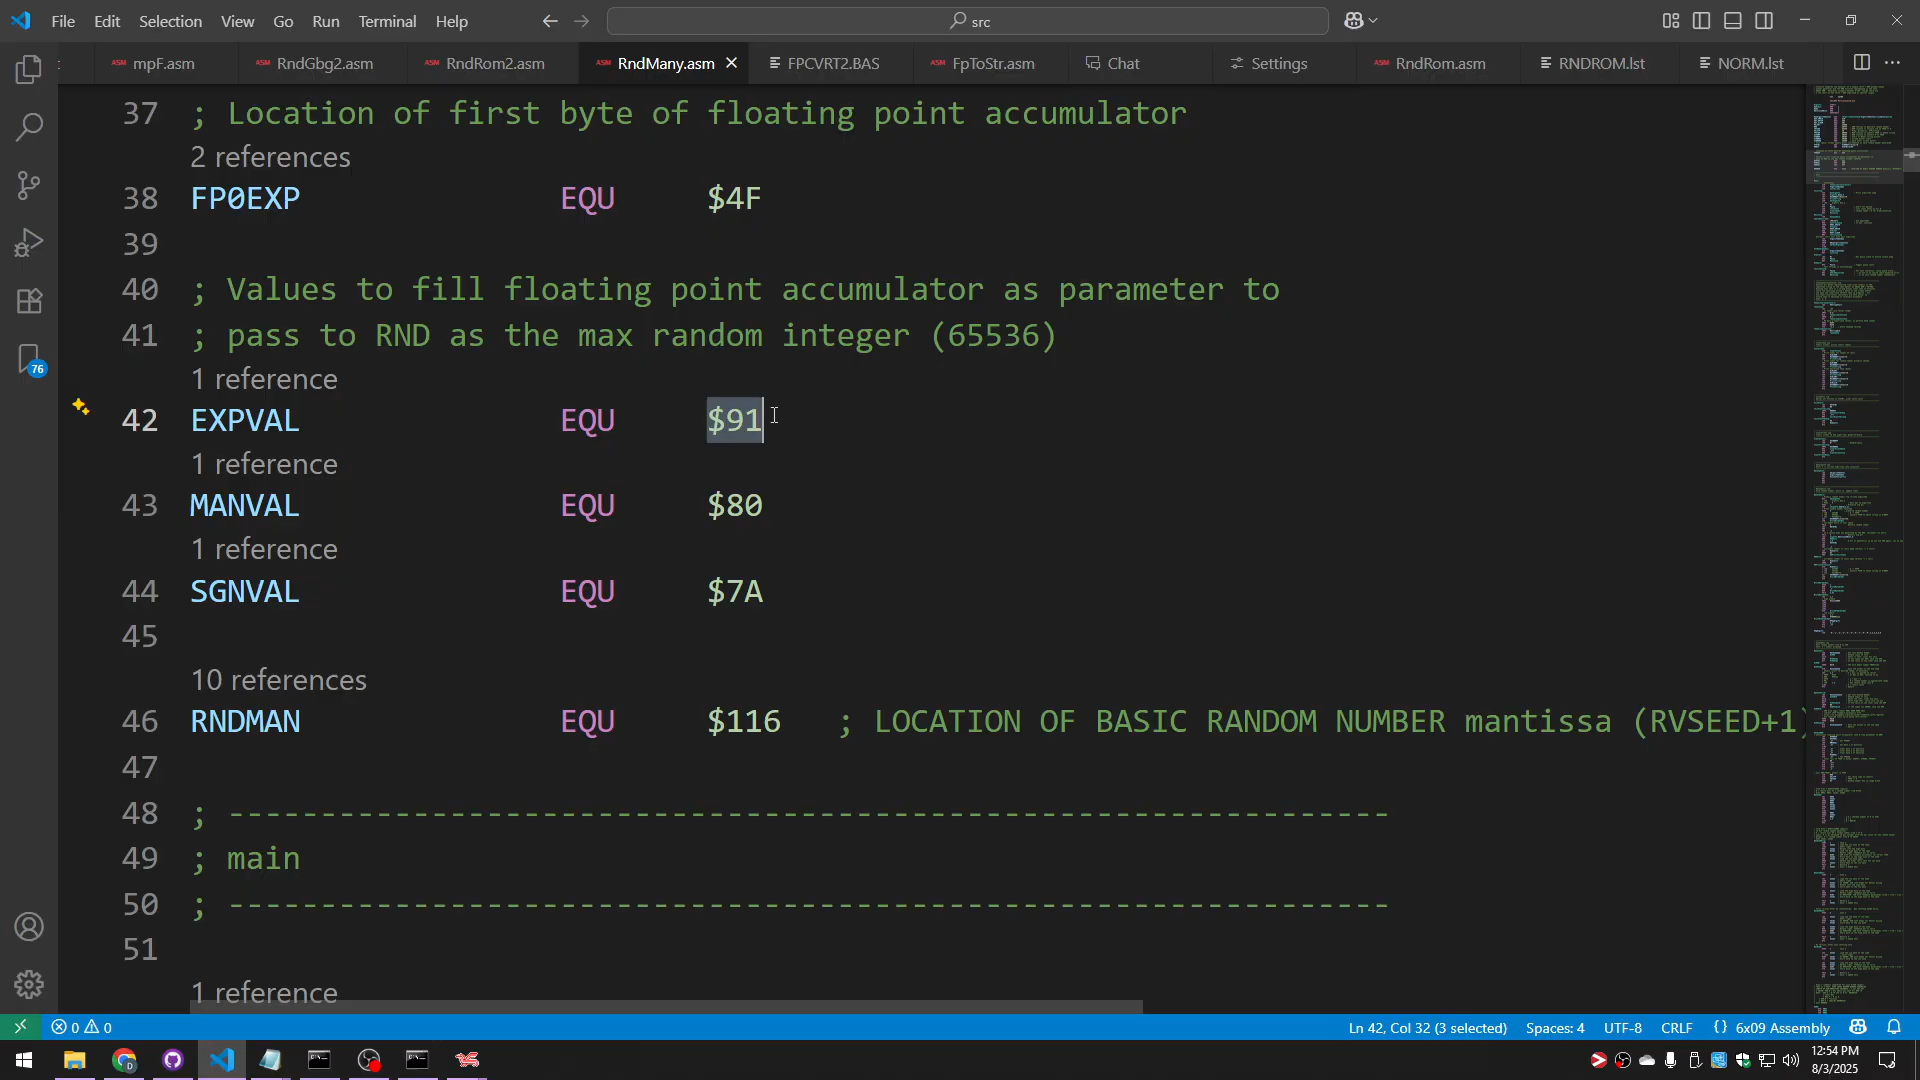 File Edit Selection View Go Run Terminal Help
src
mpF.asm RndGbg2.asm RndRom2.asm RndMany.asm FPCVRT2.BAS FpToStr.asm Chat Settings RndRom.asm RNDROM.lst NORM.lst
37 ; Location of first byte of floating point accumulator
2 references
38 FP0EXP EQU $4F
39
40 ; Values to fill floating point accumulator as parameter to
41 ; pass to RND as the max random integer (65536)
1 reference
42 EXPVAL EQU $91
1 reference
43 MANVAL EQU $80
1 reference
44 SGNVAL EQU $7A
45
10 references
46 RNDMAN EQU $116 ; LOCATION OF BASIC RANDOM NUMBER mantissa (RVSEED+1)
47
48 ; ---------------------------------------------------------------
49 ; main
50 ; ---------------------------------------------------------------
51
1 reference
76
0 0
Ln 42, Col 32 (3 selected) Spaces: 4 UTF-8 CRLF {} 6x09 Assembly
12:54 PM
8/3/2025